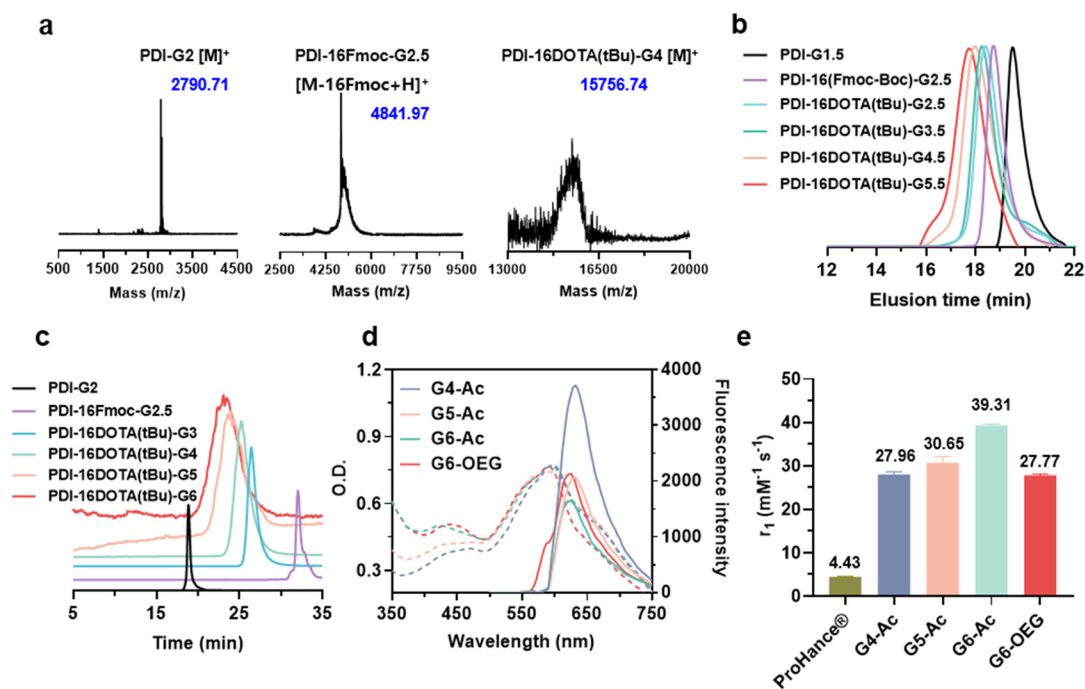 a
PDI-G2 [M]⁺
2790.71
PDI-16Fmoc-G2.5
[M-16Fmoc+H]⁺
4841.97
PDI-16DOTA(tBu)-G4 [M]⁺
15756.74
500 1500 2500 3500 4500
Mass (m/z)
2500 4250 6000 7750 9500
Mass (m/z)
13000 16500 20000
Mass (m/z)
b
PDI-G1.5
PDI-16(Fmoc-Boc)-G2.5
PDI-16DOTA(tBu)-G2.5
PDI-16DOTA(tBu)-G3.5
PDI-16DOTA(tBu)-G4.5
PDI-16DOTA(tBu)-G5.5
12 14 16 18 20 22
Elusion time (min)
c
PDI-G2
PDI-16Fmoc-G2.5
PDI-16DOTA(tBu)-G3
PDI-16DOTA(tBu)-G4
PDI-16DOTA(tBu)-G5
PDI-16DOTA(tBu)-G6
5 15 25 35
Time (min)
d
O.D.
1.2
0.9
0.6
0.3
G4-Ac
G5-Ac
G6-Ac
G6-OEG
4000
3000
2000
1000
0
Fluorescence intensity
350 450 550 650 750
Wavelength (nm)
e
r₁ (mM⁻¹ s⁻¹)
50
40
30
20
10
0
4.43
27.96
30.65
39.31
27.77
ProHance®
G4-Ac
G5-Ac
G6-Ac
G6-OEG